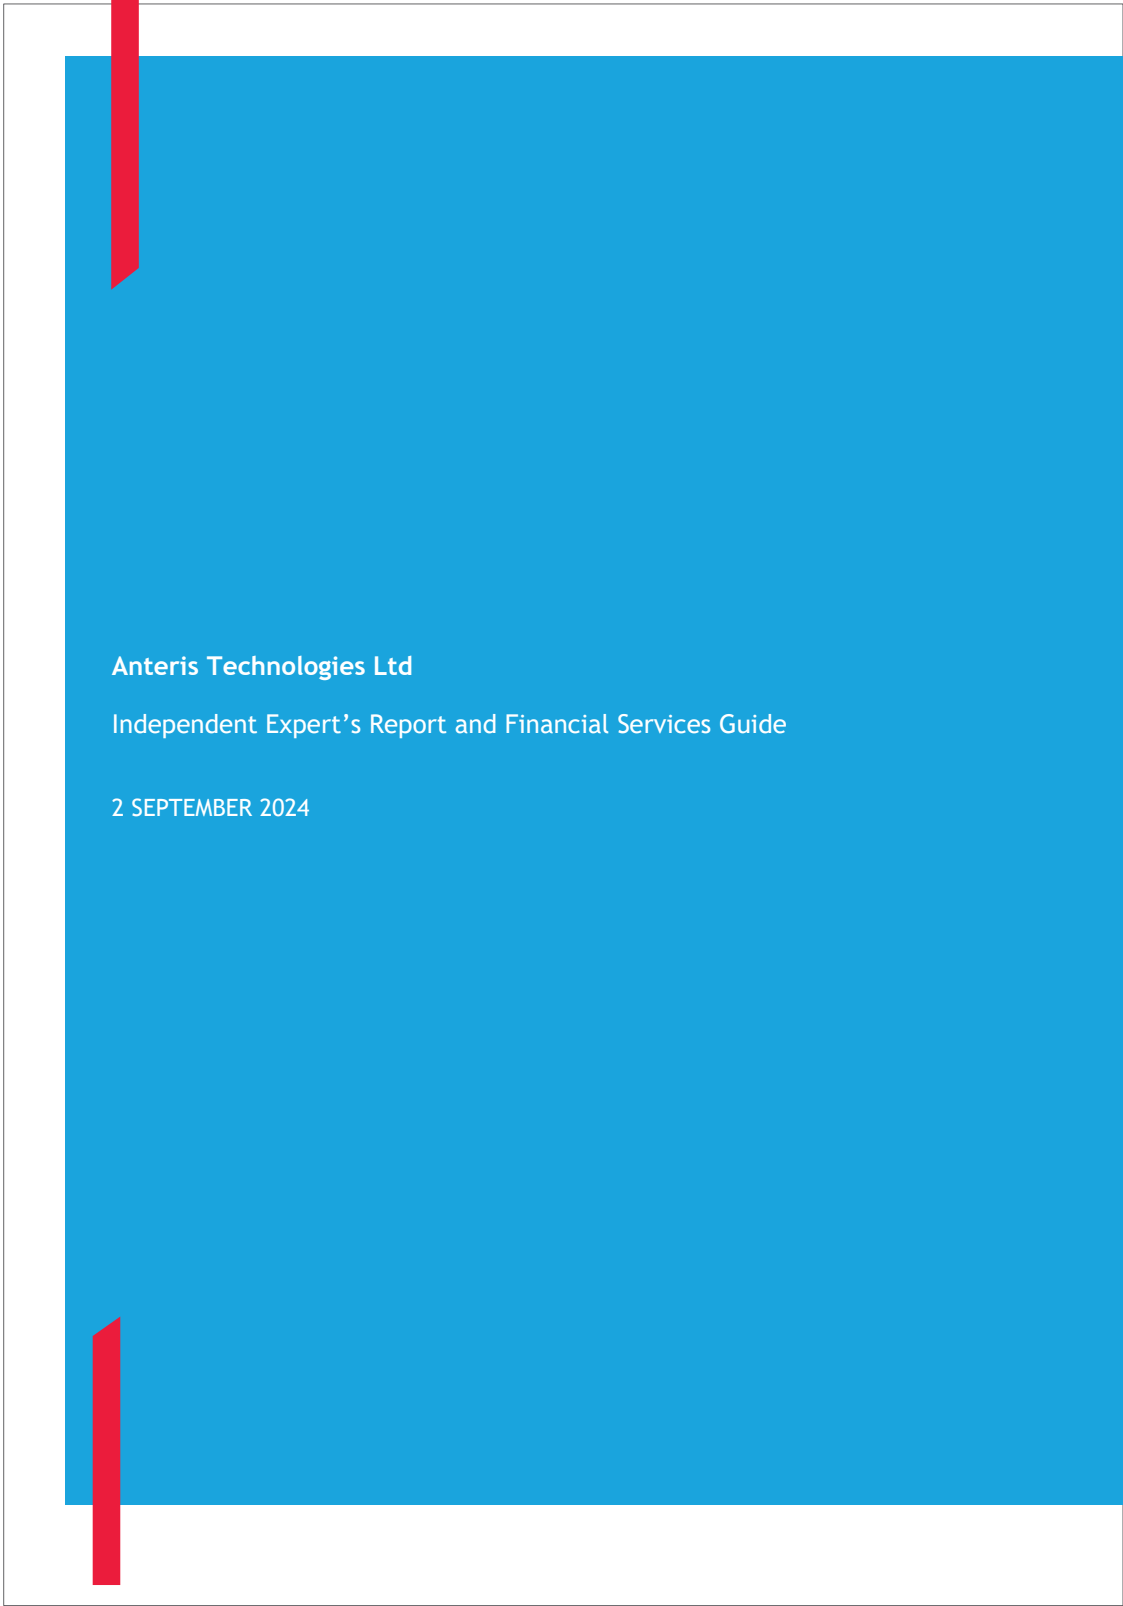 Anteris Technologies Ltd
Independent Expert’s Report and Financial Services Guide
2 SEPTEMBER 2024